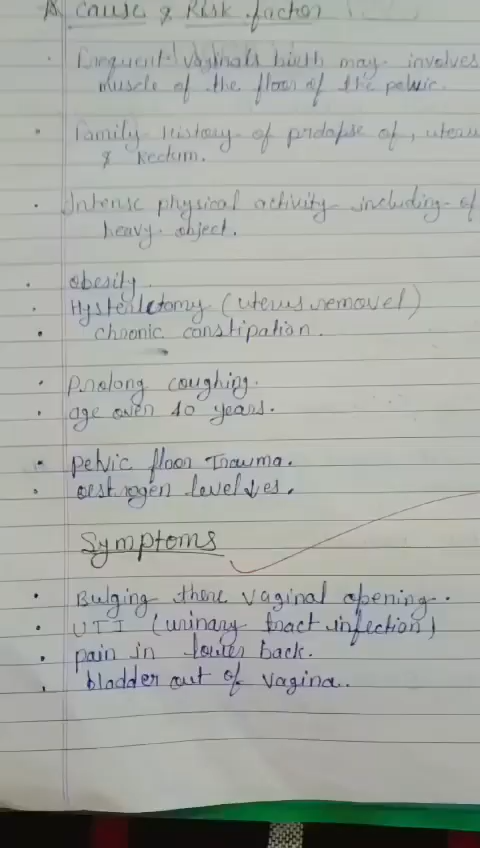 Cause & Risk factor
Frequent vaginal birth may involves
muscle of the floor of the pelvic.
Family History of prolapse of, uterus
& Rectum.
Intense physical activity including of
heavy object.
obesity.
Hysterectomy (uterus removel)
chronic constipation.
Prolong coughing.
age over 40 years.
pelvic floor Trauma.
oestrogen level ↓es.
Symptoms
Bulging there vaginal opening.
UTI (urinary tract infection)
pain in lower back.
bladder out of vagina.